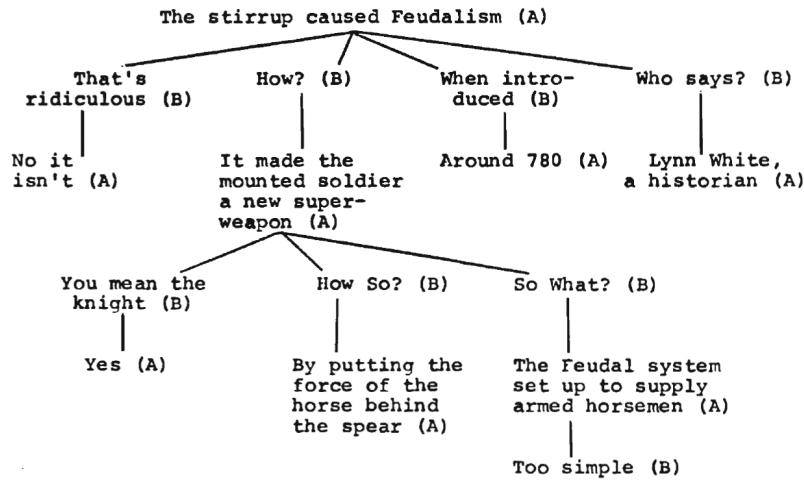 The stirrup caused Feudalism (A)
That's
ridiculous (B)
How? (B)
When intro-
duced (B)
Who says? (B)
No it
isn't (A)
It made the
mounted soldier
a new super-
weapon (A)
Around 780 (A)
Lynn White,
a historian (A)
You mean the
knight (B)
How So? (B)
So What? (B)
Yes (A)
By putting the
force of the
horse behind
the spear (A)
The Feudal system
set up to supply
armed horsemen (A)
Too simple (B)